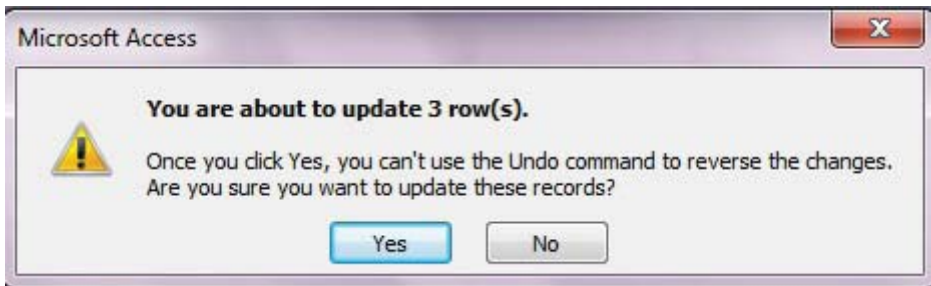 Microsoft Access
You are about to update 3 row(s).
Once you click Yes, you can't use the Undo command to reverse the changes.
Are you sure you want to update these records?
Yes No